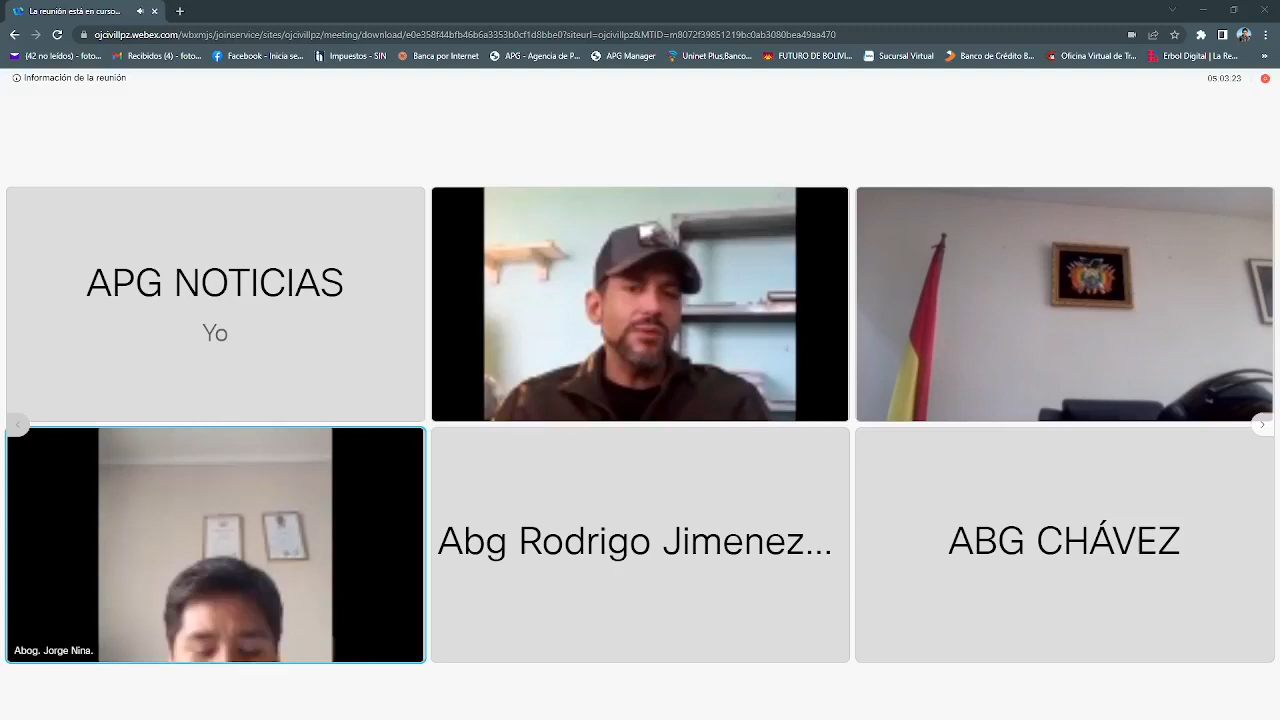 La reunión está en curso...
ojcivillpz.webex.com/wbxmjs/joinservice/sites/ojcivillpz/meeting/download/e0e358f44bfb46b6a33531c0cf1d6be0?siteurl=ojcivillpz&MTID=m8072f39851219bc0ab3080bea49aa470
(42 no leídos) - foto...
Recibidos (4) - foto...
Facebook - Inicia se...
Impuestos - SIN
Banca por Internet
APG - Agencia de P...
APG Manager
Uninet Plus,Banco...
FUTURO DE BOLIVI...
Sucursal Virtual
Banco de Crédito B...
Oficina Virtual de Tr...
Erbol Digital | La Re...
Información de la reunión
05:03:23
APG NOTICIAS
Yo
Abog. Jorge Nina.
Abg Rodrigo Jimenez...
ABG CHÁVEZ